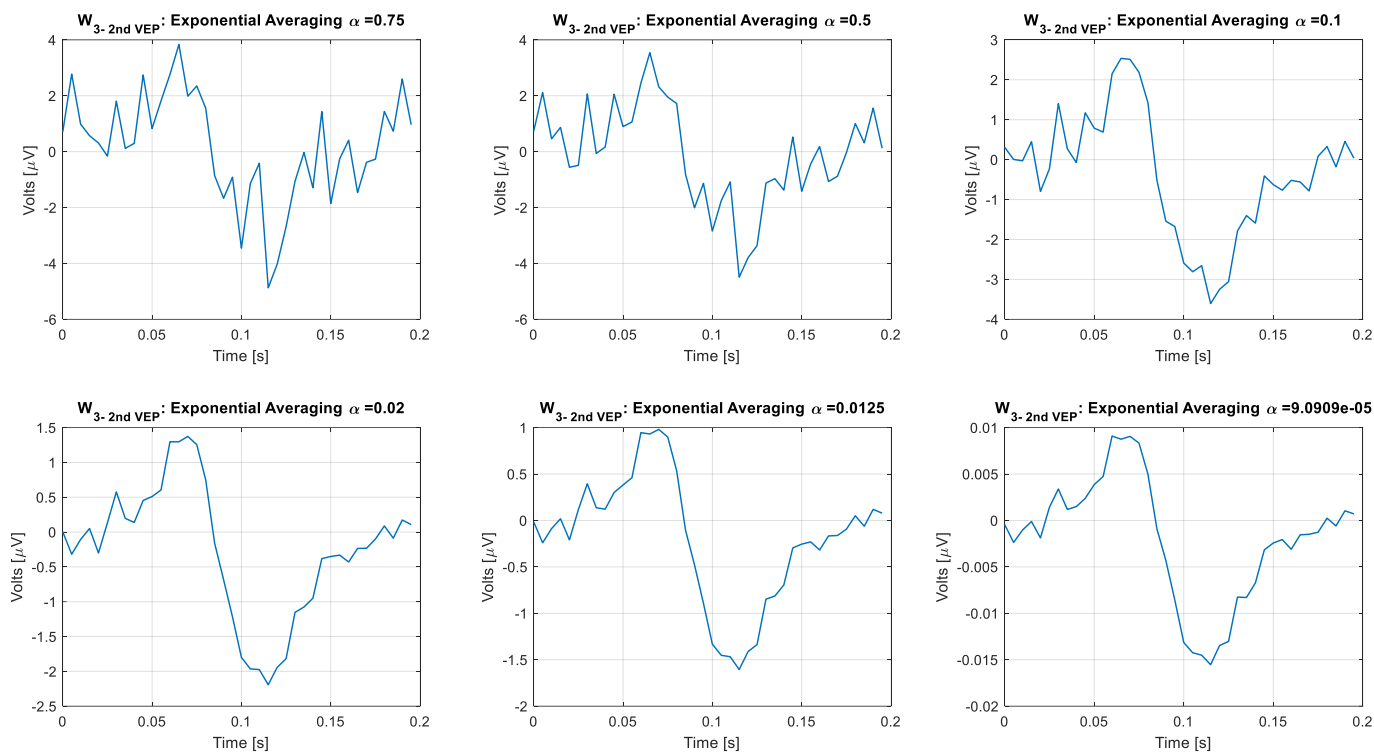 W3- 2nd VEP: Exponential Averaging α =0.75
4
2
0
-2
-4
-6
Volts [μV]
0 0.05 0.1 0.15 0.2
Time [s]
W3- 2nd VEP: Exponential Averaging α =0.5
4
2
0
-2
-4
-6
Volts [μV]
0 0.05 0.1 0.15 0.2
Time [s]
W3- 2nd VEP: Exponential Averaging α =0.1
3
2
1
0
-1
-2
-3
-4
Volts [μV]
0 0.05 0.1 0.15 0.2
Time [s]
W3- 2nd VEP: Exponential Averaging α =0.02
1.5
1
0.5
0
-0.5
-1
-1.5
-2
-2.5
Volts [μV]
0 0.05 0.1 0.15 0.2
Time [s]
W3- 2nd VEP: Exponential Averaging α =0.0125
1
0.5
0
-0.5
-1
-1.5
-2
Volts [μV]
0 0.05 0.1 0.15 0.2
Time [s]
W3- 2nd VEP: Exponential Averaging α =9.0909e-05
0.01
0.005
0
-0.005
-0.01
-0.015
-0.02
Volts [μV]
0 0.05 0.1 0.15 0.2
Time [s]